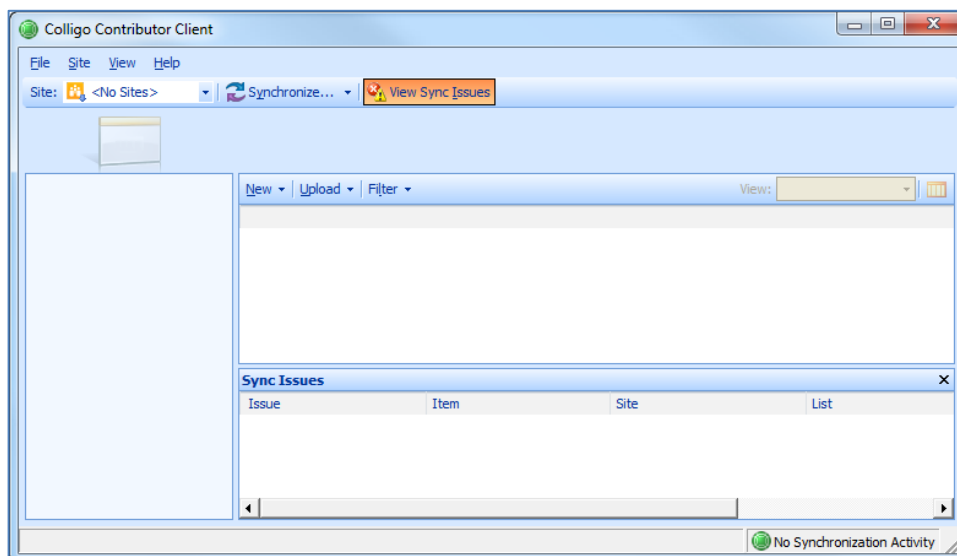 Colligo Contributor Client
File Site View Help
Site: <No Sites> Synchronize... View Sync Issues
New Upload Filter View:
Sync Issues
Issue Item Site List
No Synchronization Activity